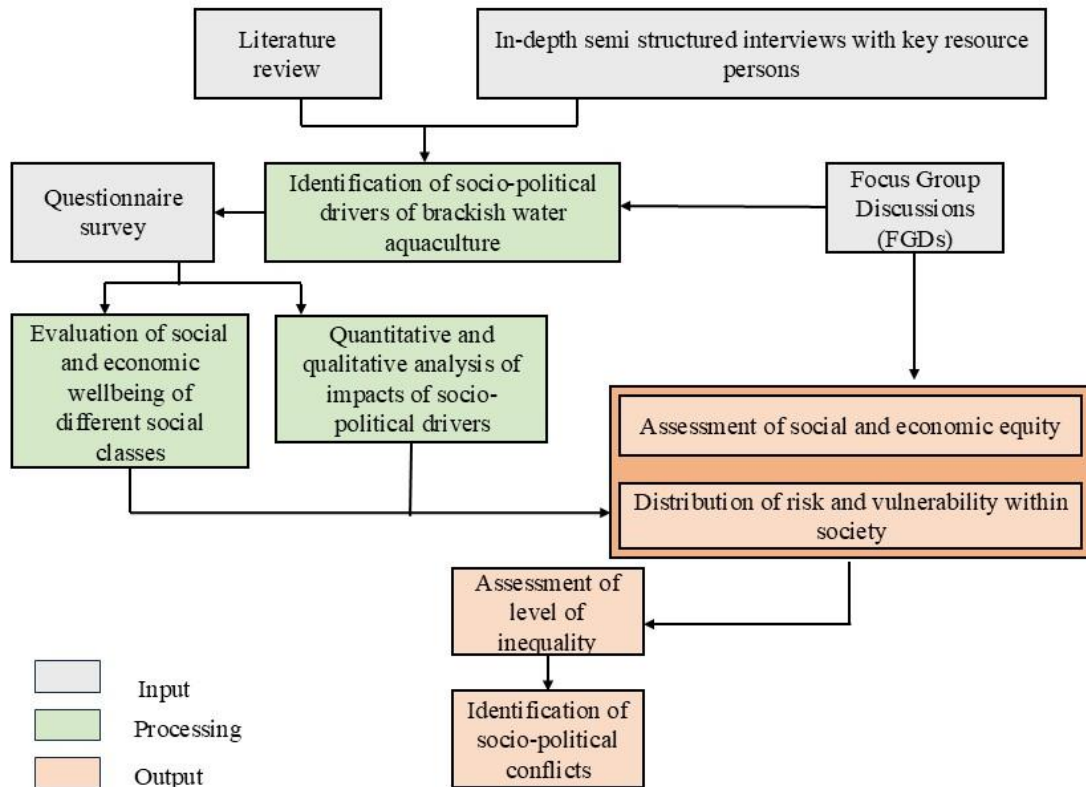 Literature
review
In-depth semi structured interviews with key resource
persons
Questionnaire
survey
Identification of socio-political
drivers of brackish water
aquaculture
Focus Group
Discussions
(FGDs)
Evaluation of social
and economic
wellbeing of
different social
classes
Quantitative and
qualitative analysis of
impacts of socio-
political drivers
Assessment of social and economic equity
Distribution of risk and vulnerability within
society
Assessment of
level of
inequality
Identification of
socio-political
conflicts
Input
Processing
Output